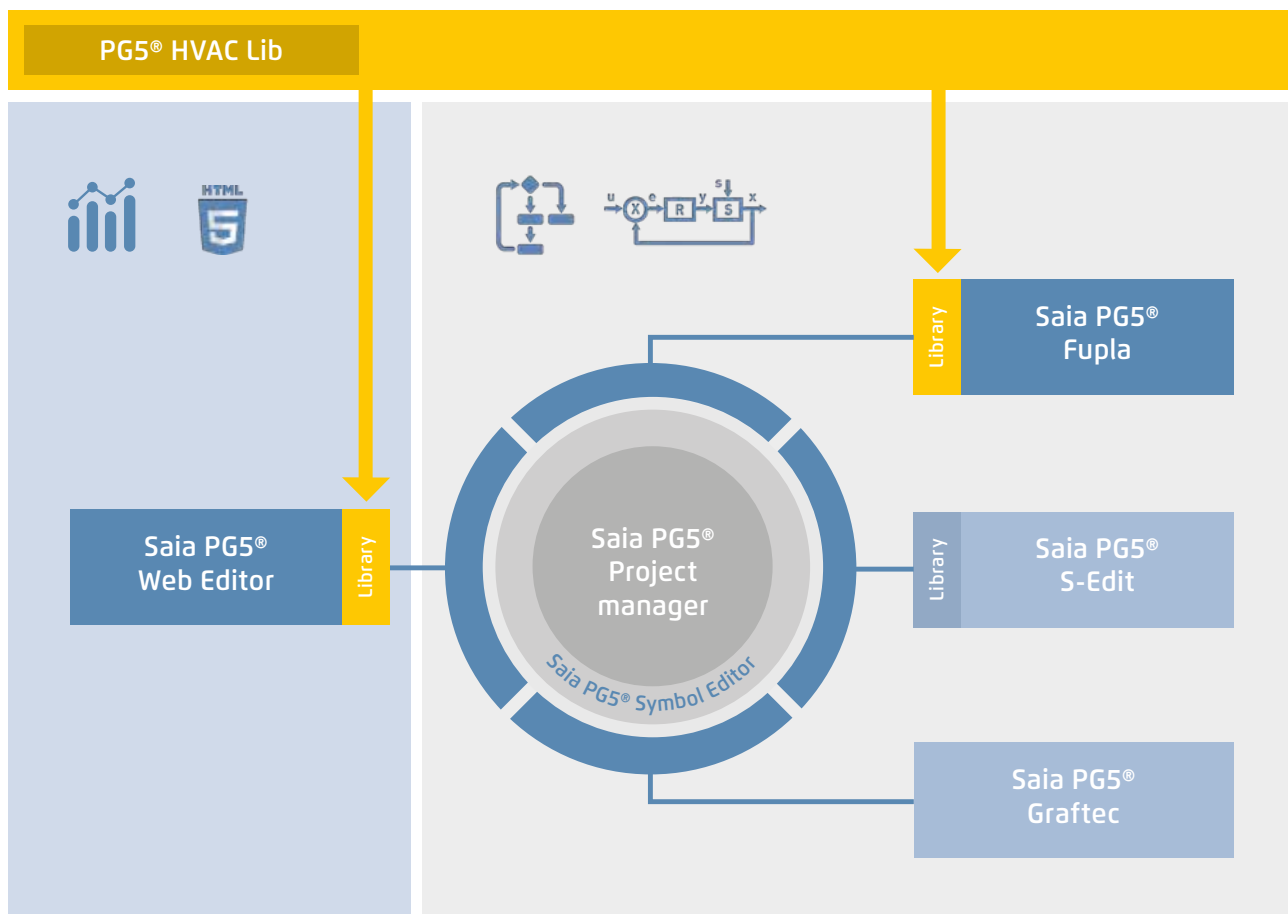 PG5® HVAC Lib
HTML
5
u
e
y
s
x
X
R
S
Library
Saia PG5®
Fupla
Saia PG5®
Web Editor
Library
Saia PG5®
Project
manager
Saia PG5® Symbol Editor
Library
Saia PG5®
S-Edit
Saia PG5®
Graftec